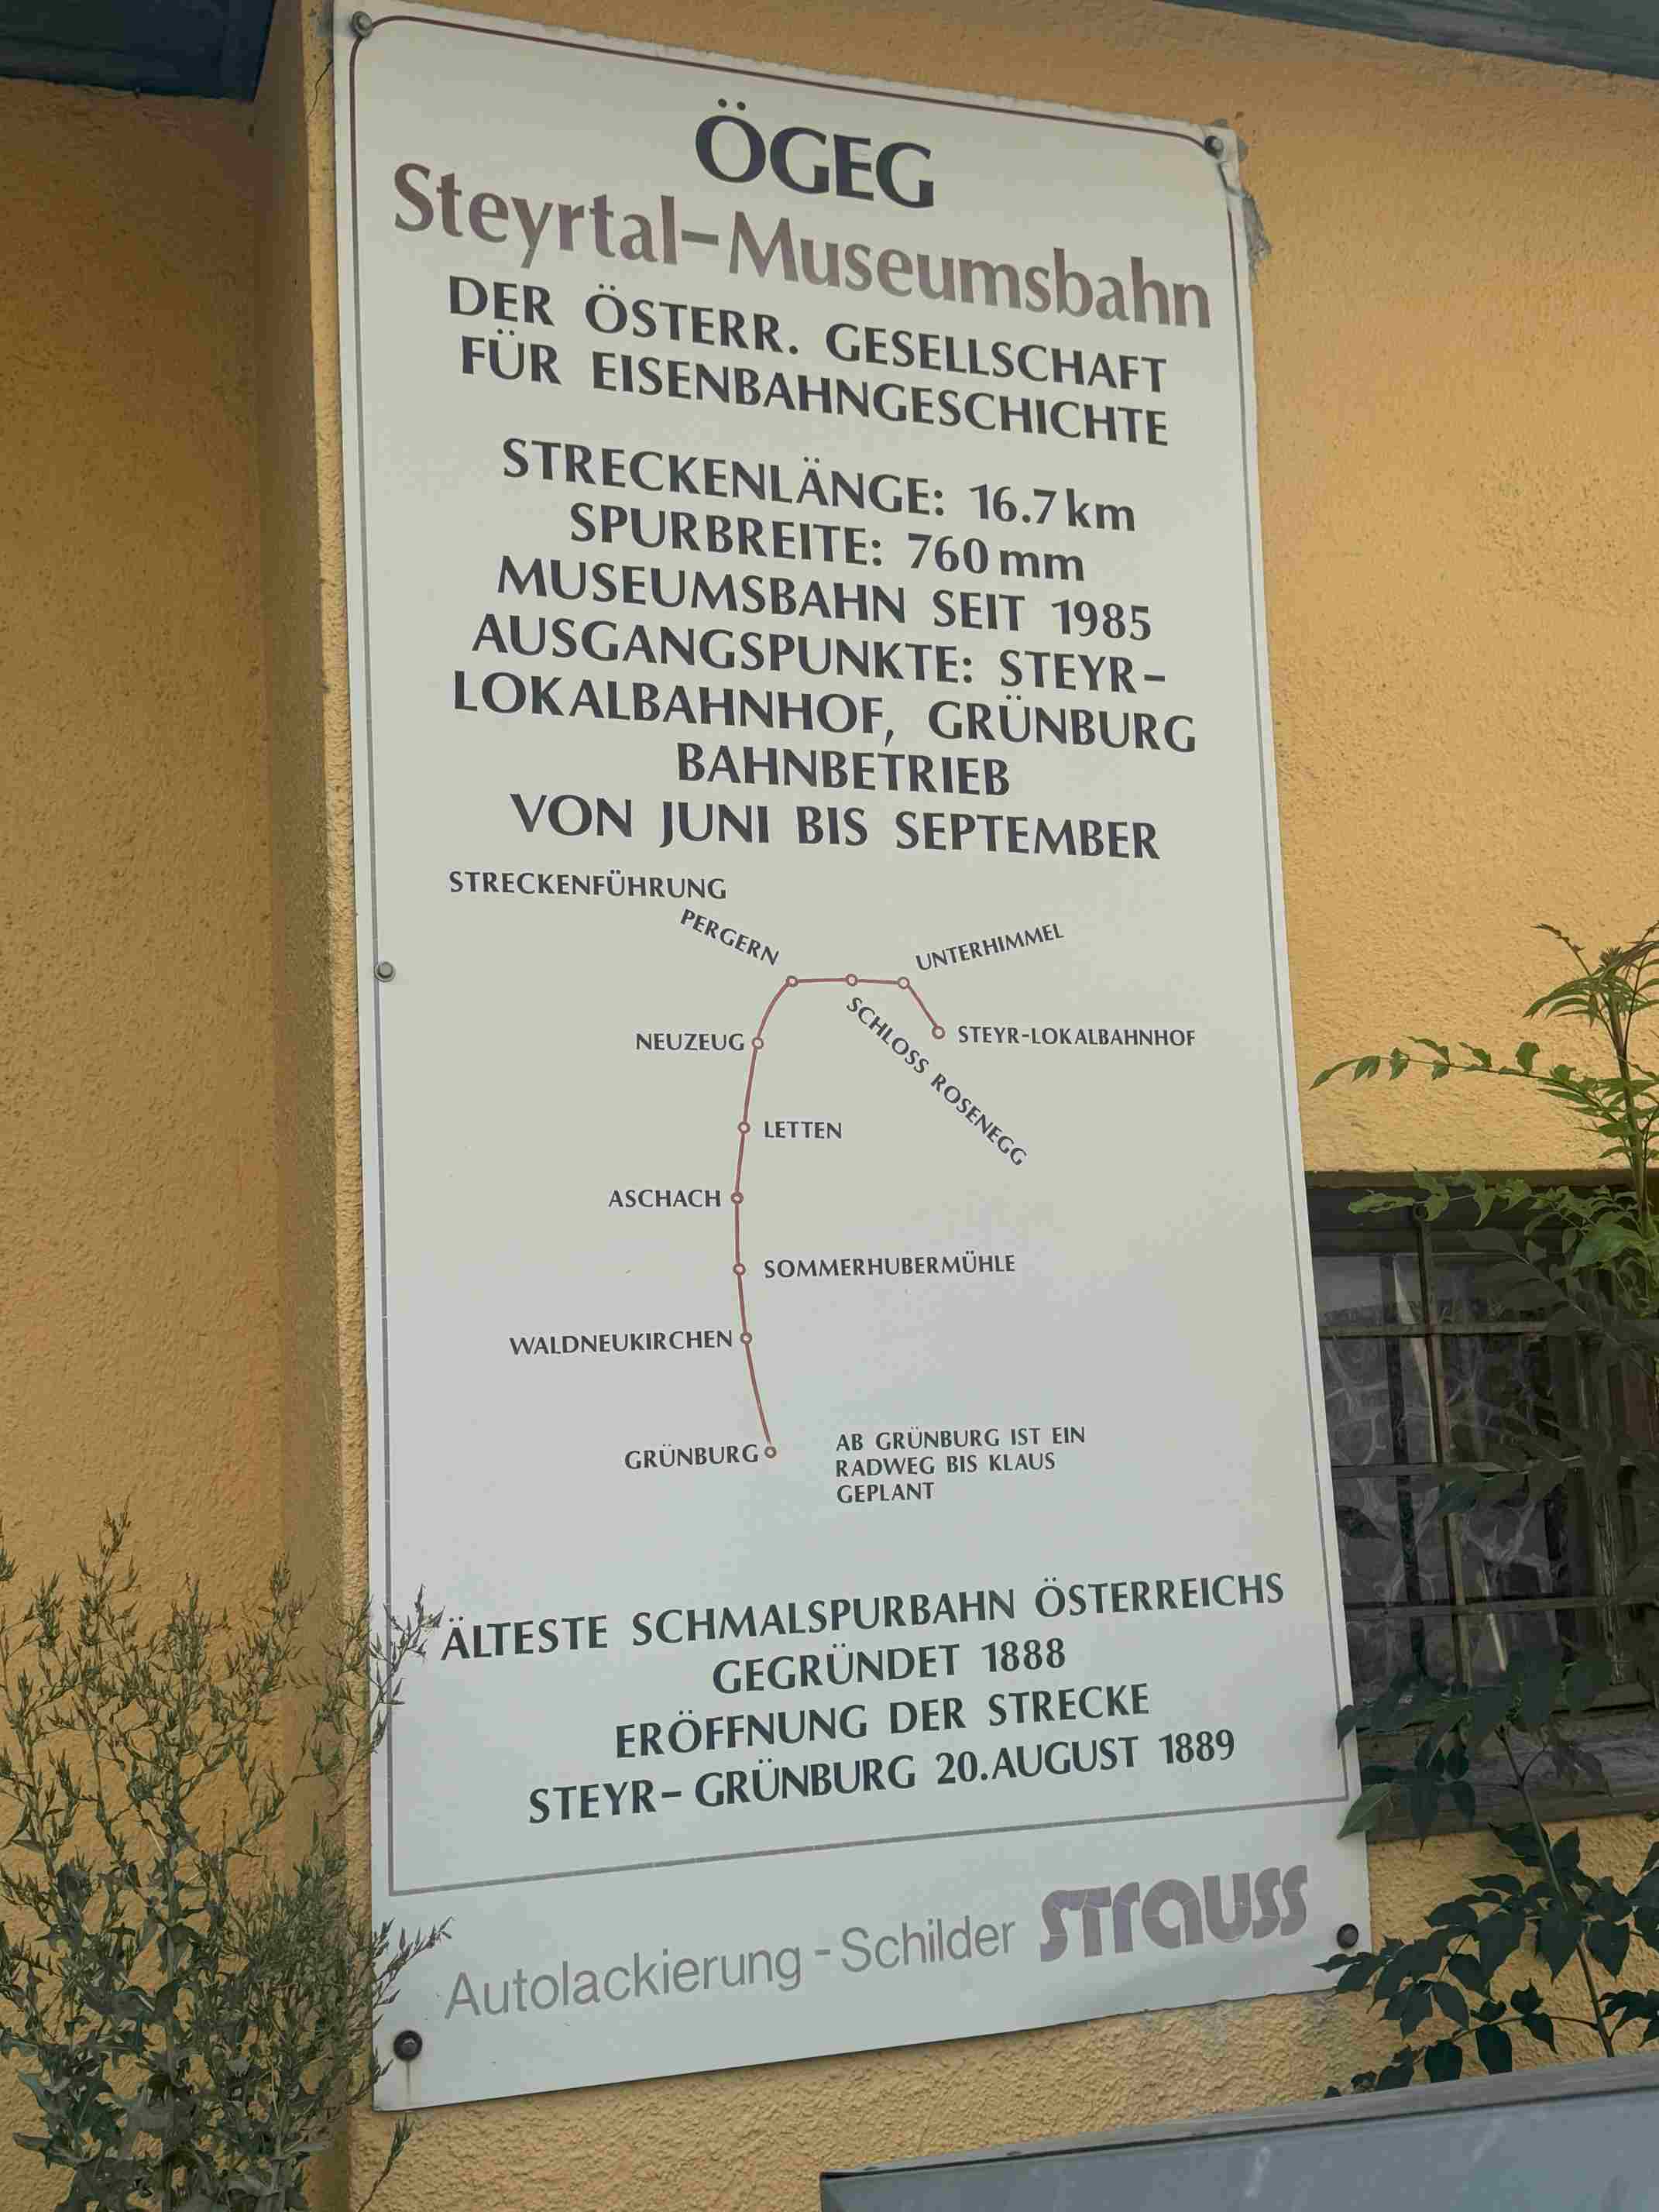 ÖGEG
Steyrtal-Museumsbahn
DER ÖSTERR. GESELLSCHAFT
FÜR EISENBAHNGESCHICHTE
STRECKENLÄNGE: 16.7 km
SPURBREITE: 760 mm
MUSEUMSBAHN SEIT 1985
AUSGANGSPUNKTE: STEYR-
LOKALBAHNHOF, GRÜNBURG
BAHNBETRIEB
VON JUNI BIS SEPTEMBER
STRECKENFÜHRUNG
PERGERN
UNTERHIMMEL
SCHLOSS ROSENEGG
STEYR-LOKALBAHNHOF
NEUZEUG
LETTEN
ASCHACH
SOMMERHUBERMÜHLE
WALDNEUKIRCHEN
GRÜNBURG
AB GRÜNBURG IST EIN
RADWEG BIS KLAUS
GEPLANT
ÄLTESTE SCHMALSPURBAHN ÖSTERREICHS
GEGRÜNDET 1888
ERÖFFNUNG DER STRECKE
STEYR-GRÜNBURG 20.AUGUST 1889
Autolackierung-Schilder STRAUSS